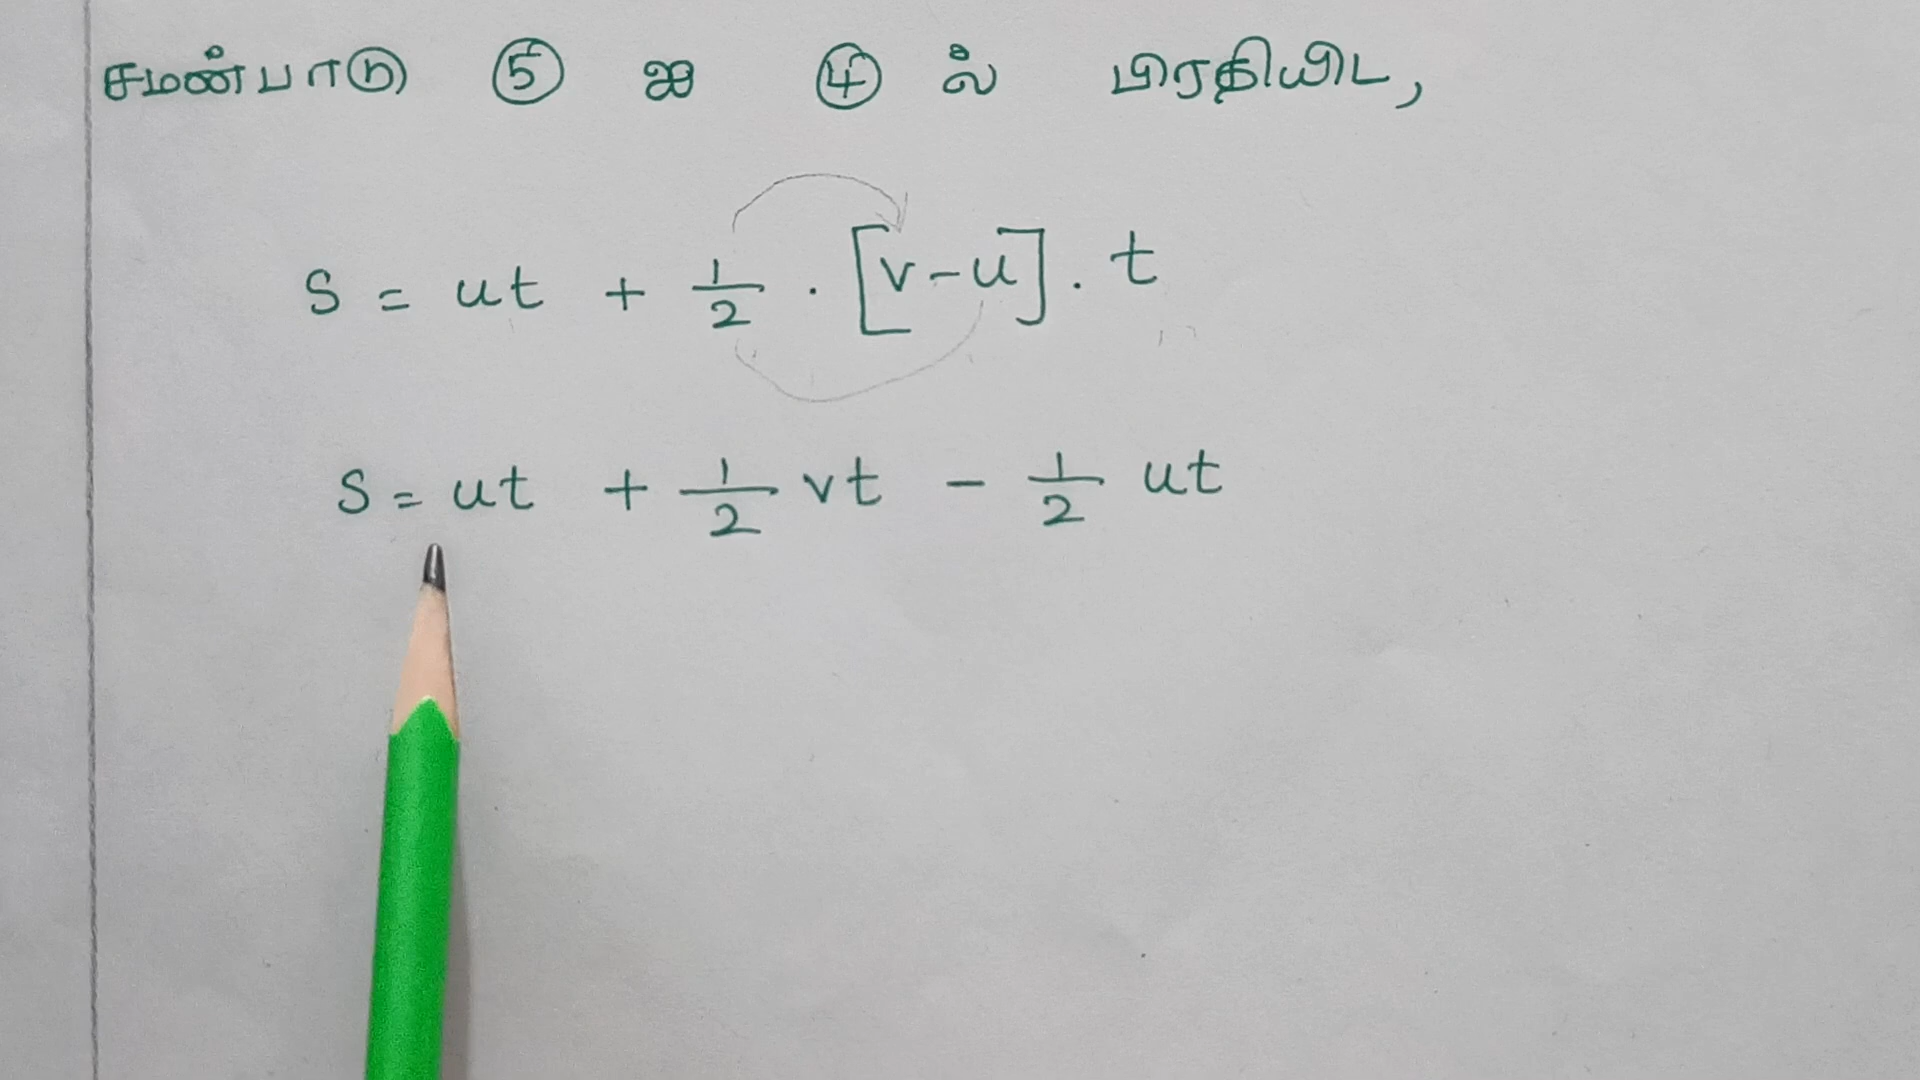 சமன்பாடு ⑤ ஐ ④ ல் பிரதியிட,
S = ut + 1/2 . [v-u] . t
S = ut + 1/2 vt - 1/2 ut